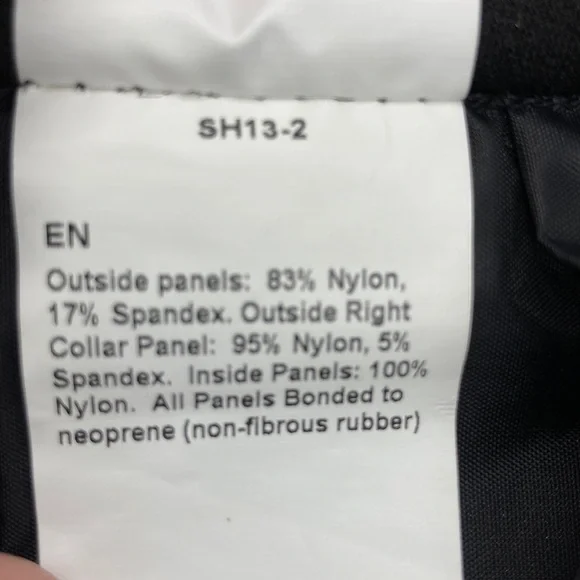 SH13-2
EN
Outside panels: 83% Nylon,
17% Spandex. Outside Right
Collar Panel: 95% Nylon, 5%
Spandex. Inside Panels: 100%
Nylon. All Panels Bonded to
neoprene (non-fibrous rubber)